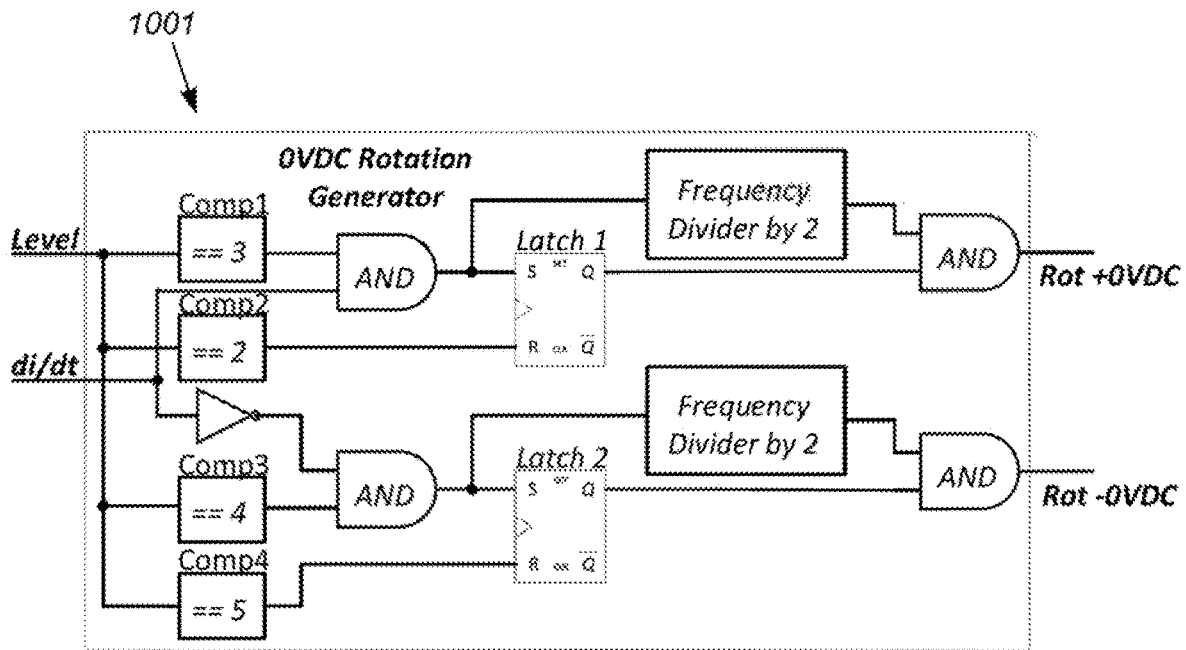 1001
0VDC Rotation
Generator
Comp1
== 3
Level
AND
Frequency
Divider by 2
Latch 1
S Q
R Q̅
AND
Rot +0VDC
Comp2
== 2
di/dt
Comp3
== 4
AND
Frequency
Divider by 2
Latch 2
S Q
R Q̅
AND
Rot -0VDC
Comp4
== 5